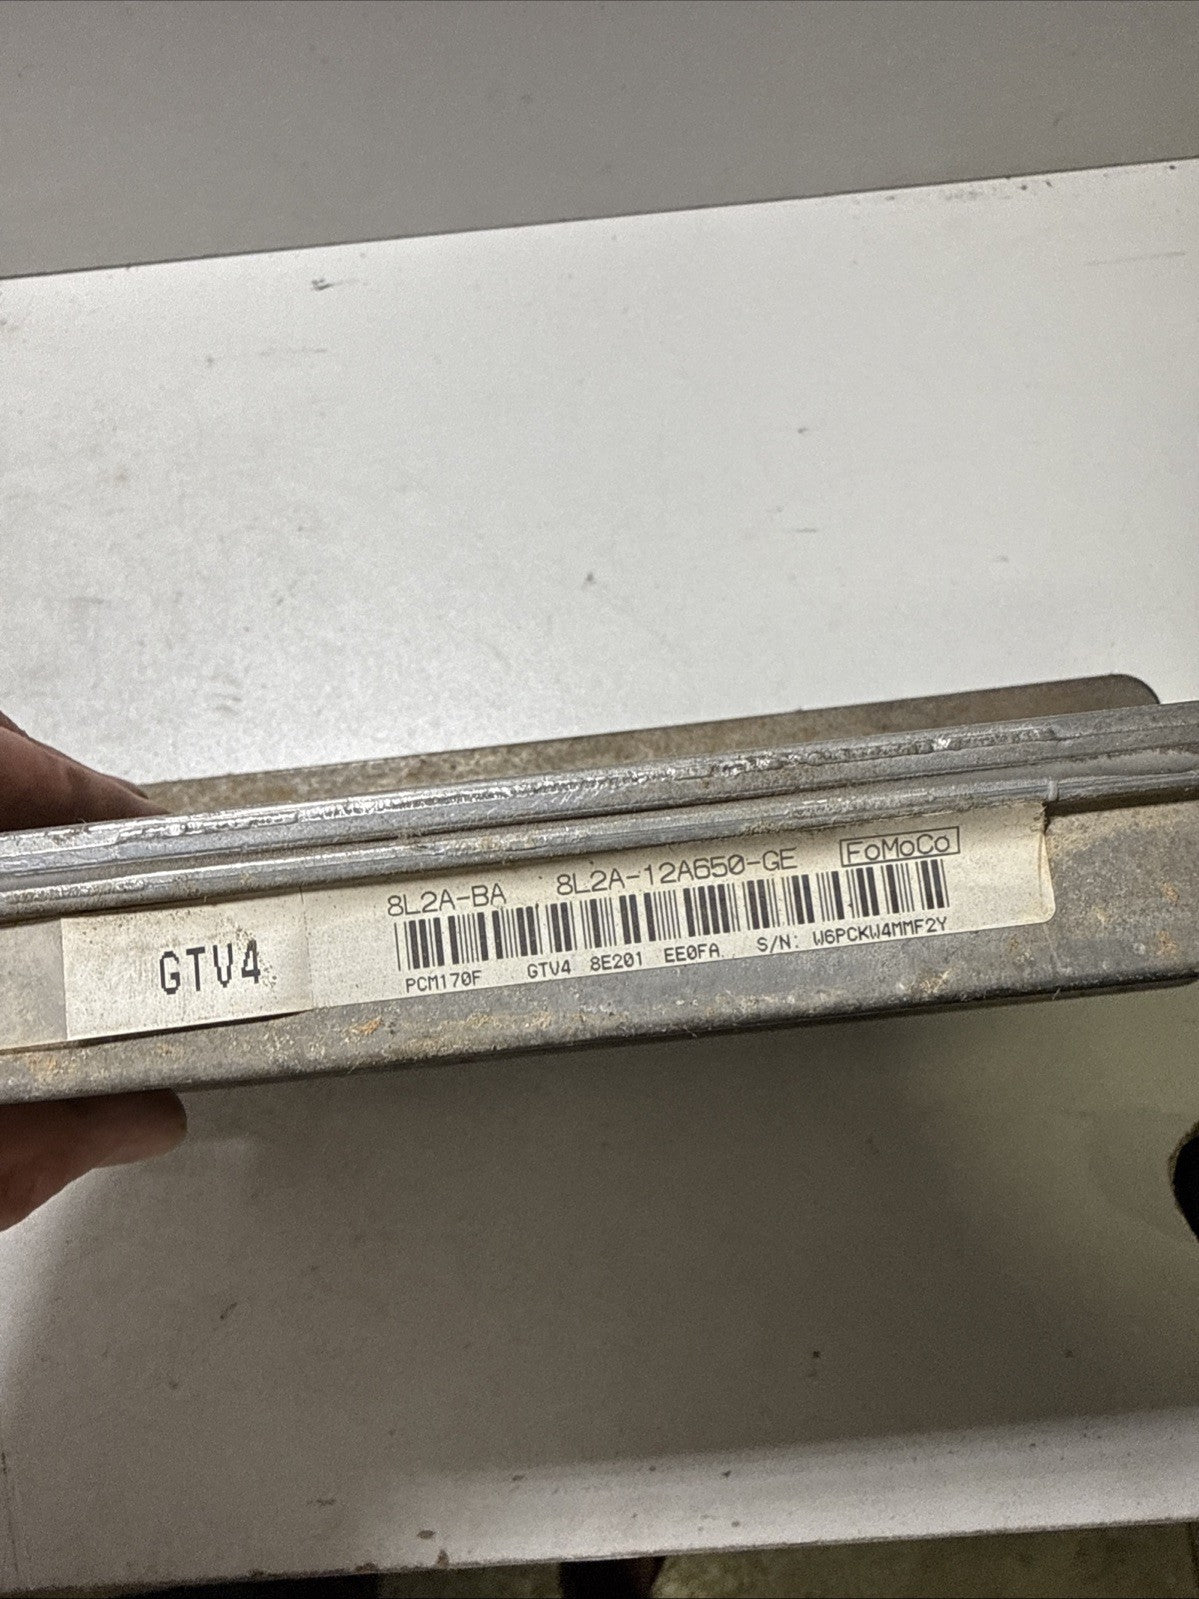 GTV4
8L2A-BA 8L2A-12A650-GE FoMoCo
PCM170F GTV4 8E201 EE0FA S/N: W6PCKW4MMF2Y